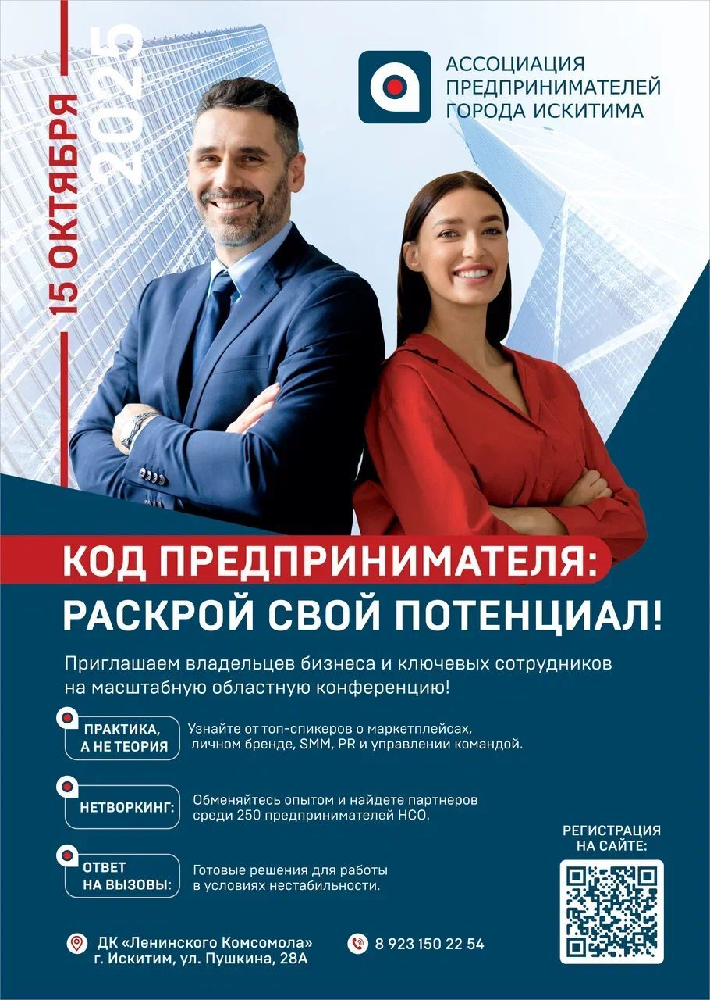 15 ОКТЯБРЯ
2025
АССОЦИАЦИЯ
ПРЕДПРИНИМАТЕЛЕЙ
ГОРОДА ИСКИТИМА
КОД ПРЕДПРИНИМАТЕЛЯ:
РАСКРОЙ СВОЙ ПОТЕНЦИАЛ!
Приглашаем владельцев бизнеса и ключевых сотрудников
на масштабную областную конференцию!
ПРАКТИКА,
А НЕ ТЕОРИЯ
Узнайте от топ-спикеров о маркетплейсах,
личном бренде, SMM, PR и управлении командой.
НЕТВОРКИНГ:
Обменяйтесь опытом и найдете партнеров
среди 250 предпринимателей НСО.
ОТВЕТ
НА ВЫЗОВЫ:
Готовые решения для работы
в условиях нестабильности.
РЕГИСТРАЦИЯ
НА САЙТЕ:
ДК «Ленинского Комсомола»
г. Искитим, ул. Пушкина, 28А
8 923 150 22 54